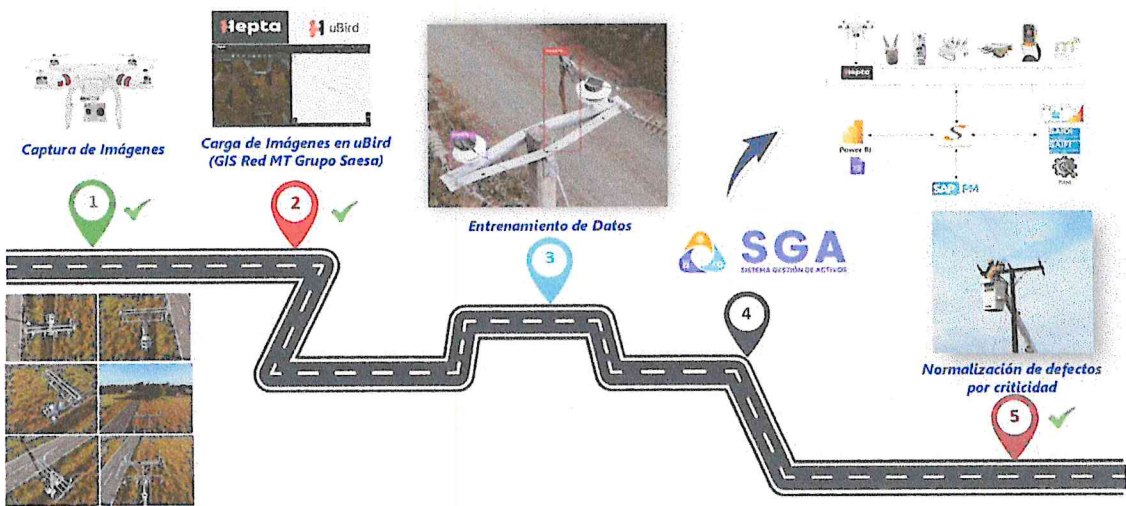 Hepta
uBird
Captura de Imágenes
Carga de Imágenes en uBird
(GIS Red MT Grupo Saesa)
1
2
Entrenamiento de Datos
3
SGA
SISTEMA GESTIÓN DE ACTIVOS
4
Hepta
Power BI
SAP PM
Normalización de defectos
por criticidad
5